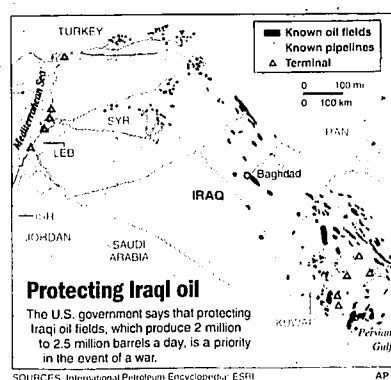 TURKEY
Known oil fields
Known pipelines
Terminal
0 100 mi
0 100 km
Mediterranean Sea
SYR.
IRAN
LEB
Baghdad
IRAQ
ISR
JORDAN
SAUDI
ARABIA
KUWAIT
Persian
Gulf
Protecting Iraqi oil
The U.S. government says that protecting
Iraqi oil fields, which produce 2 million
to 2.5 million barrels a day, is a priority
in the event of a war.
SOURCES: International Petroleum Encyclopedia; ESRI
AP